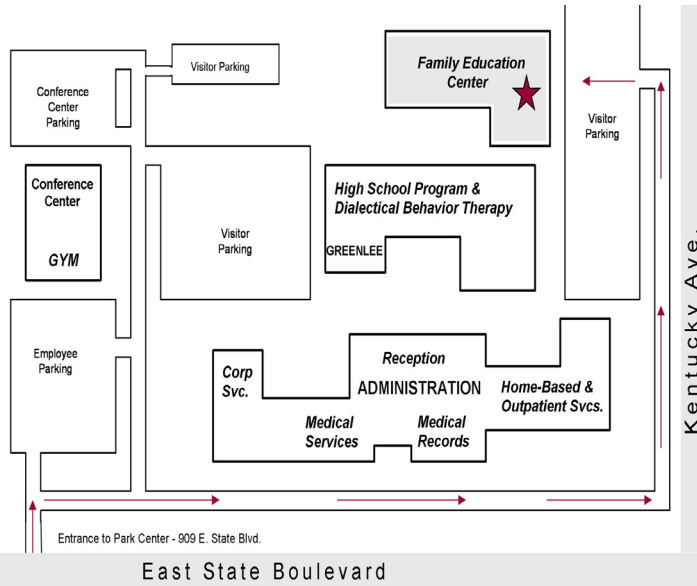 Visitor Parking
Family Education
Center
Conference
Center
Parking
Visitor
Parking
Conference
Center
GYM
High School Program &
Dialectical Behavior Therapy
GREENLEE
Visitor
Parking
Employee
Parking
Corp
Svc.
Reception
ADMINISTRATION
Home-Based &
Outpatient Svcs.
Medical
Services
Medical
Records
Kentucky Ave.
Entrance to Park Center - 909 E. State Blvd.
East State Boulevard